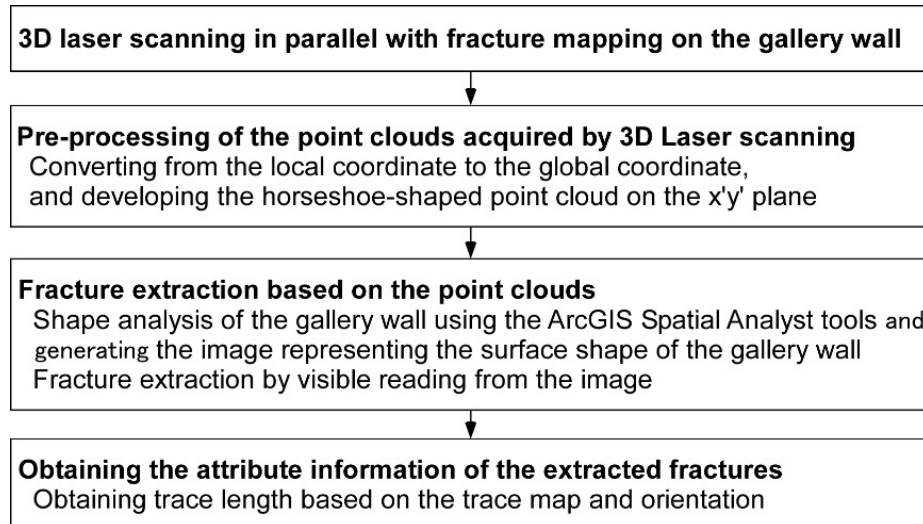 3D laser scanning in parallel with fracture mapping on the gallery wall
Pre-processing of the point clouds acquired by 3D Laser scanning
Converting from the local coordinate to the global coordinate,
and developing the horseshoe-shaped point cloud on the x'y' plane
Fracture extraction based on the point clouds
Shape analysis of the gallery wall using the ArcGIS Spatial Analyst tools and
generating the image representing the surface shape of the gallery wall
Fracture extraction by visible reading from the image
Obtaining the attribute information of the extracted fractures
Obtaining trace length based on the trace map and orientation